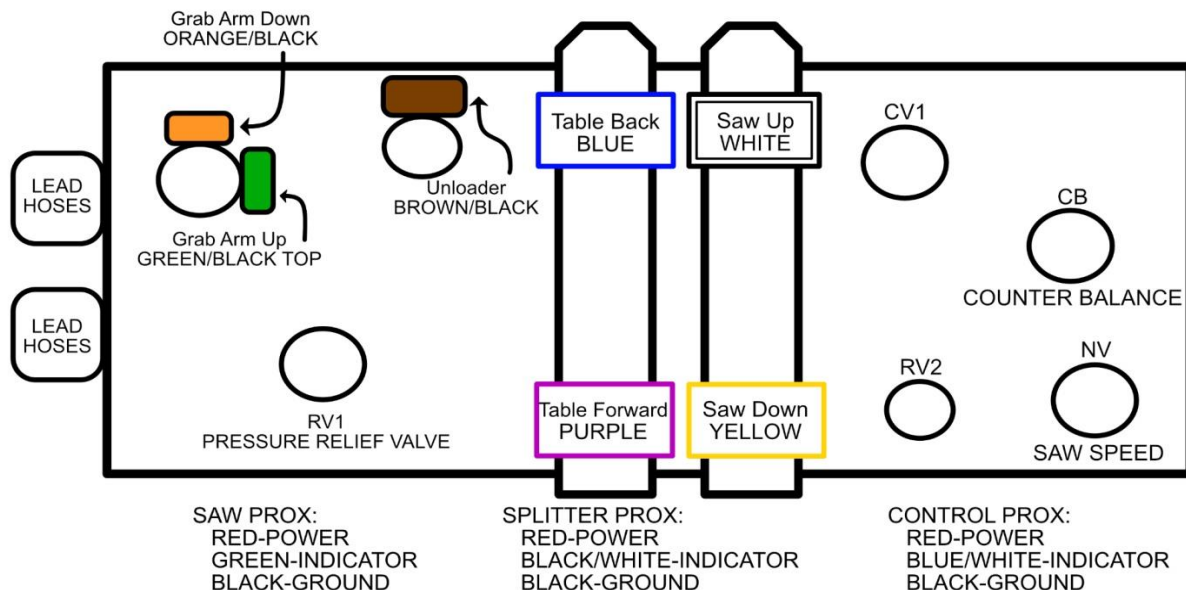 Grab Arm Down
ORANGE/BLACK
LEAD
HOSES
Grab Arm Up
GREEN/BLACK TOP
Unloader
BROWN/BLACK
Table Back
BLUE
Saw Up
WHITE
CV1
CB
COUNTER BALANCE
LEAD
HOSES
RV1
PRESSURE RELIEF VALVE
Table Forward
PURPLE
Saw Down
YELLOW
RV2
NV
SAW SPEED
SAW PROX:
RED-POWER
GREEN-INDICATOR
BLACK-GROUND
SPLITTER PROX:
RED-POWER
BLACK/WHITE-INDICATOR
BLACK-GROUND
CONTROL PROX:
RED-POWER
BLUE/WHITE-INDICATOR
BLACK-GROUND